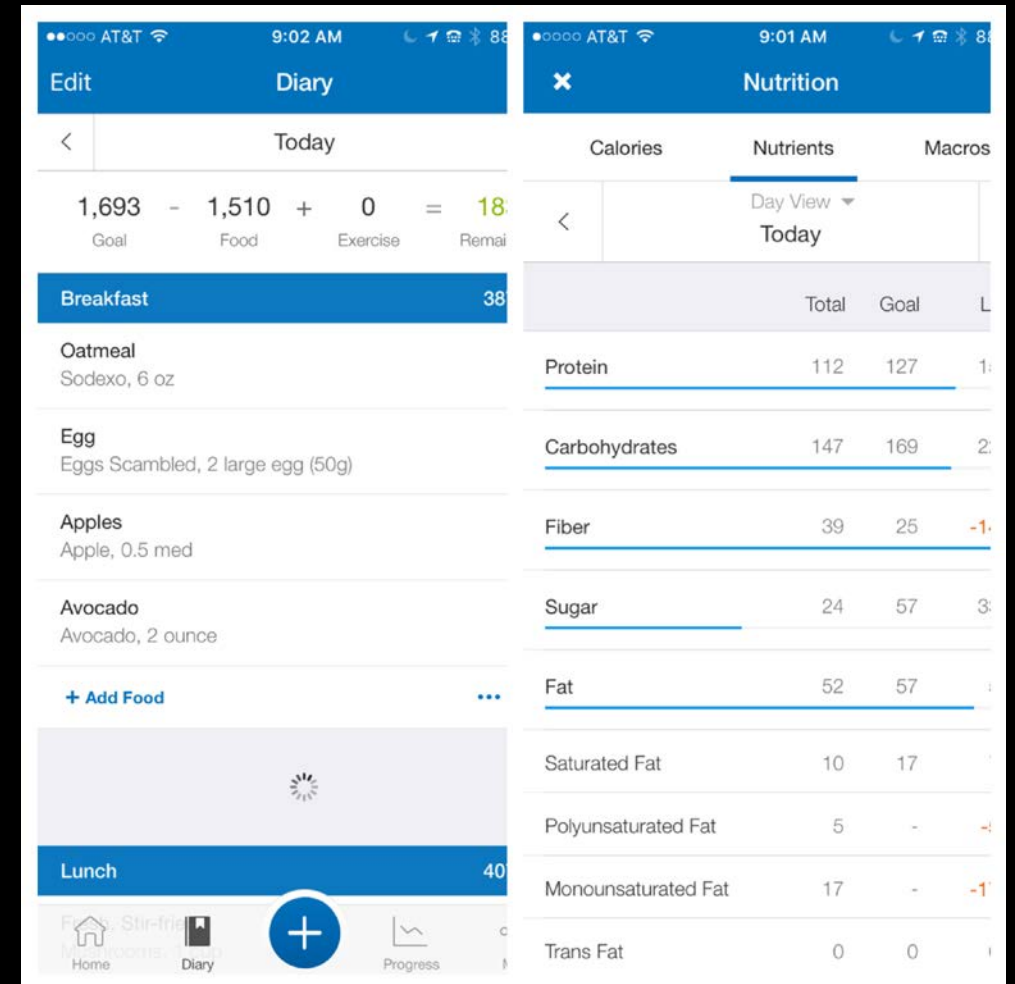 AT&T 9:02 AM
Edit Diary
Today
1,693 - 1,510 + 0 =
Goal Food Exercise
Breakfast
Oatmeal
Sodexo, 6 oz
Egg
Eggs Scambled, 2 large egg (50g)
Apples
Apple, 0.5 med
Avocado
Avocado, 2 ounce
+ Add Food ...
Lunch
Home Diary + Progress
AT&T 9:01 AM
× Nutrition
Calories Nutrients Macros
Day View
Today
Total Goal
Protein 112 127
Carbohydrates 147 169
Fiber 39 25
Sugar 24 57
Fat 52 57
Saturated Fat 10 17
Polyunsaturated Fat 5 -
Monounsaturated Fat 17 -
Trans Fat 0 0